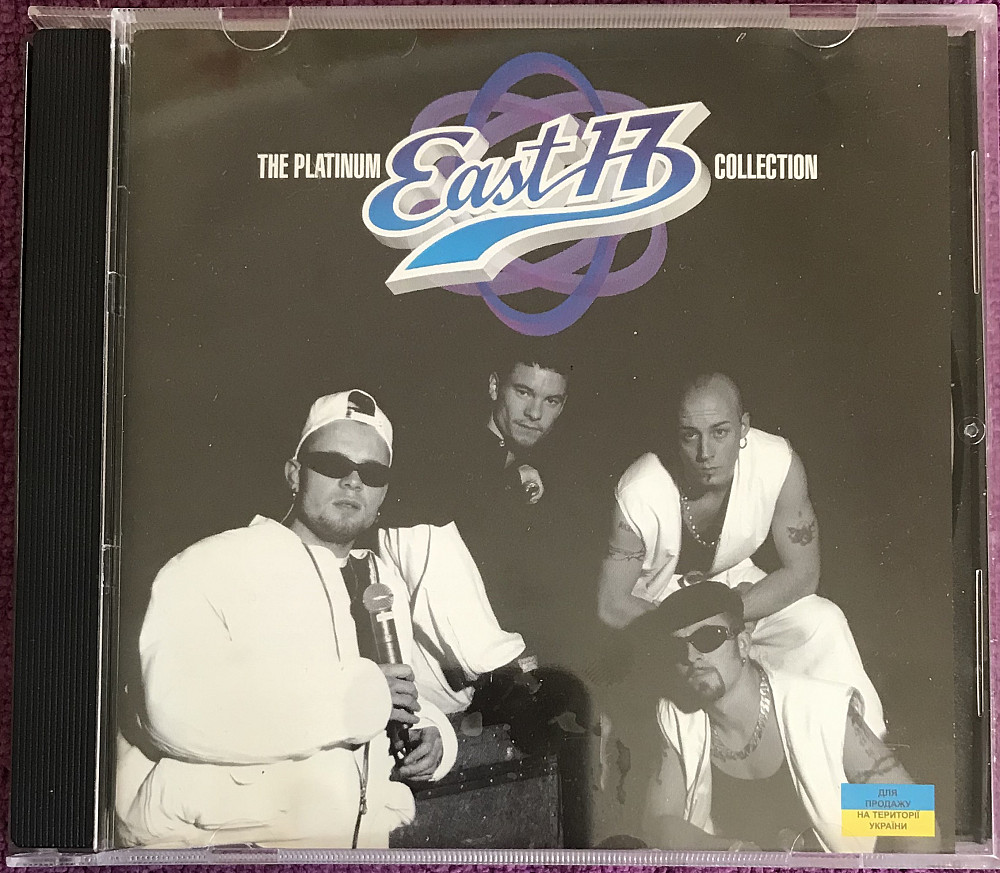 THE PLATINUM East 17 COLLECTION
ДЛЯ
ПРОДАЖУ
НА ТЕРИТОРІЇ
УКРАЇНИ